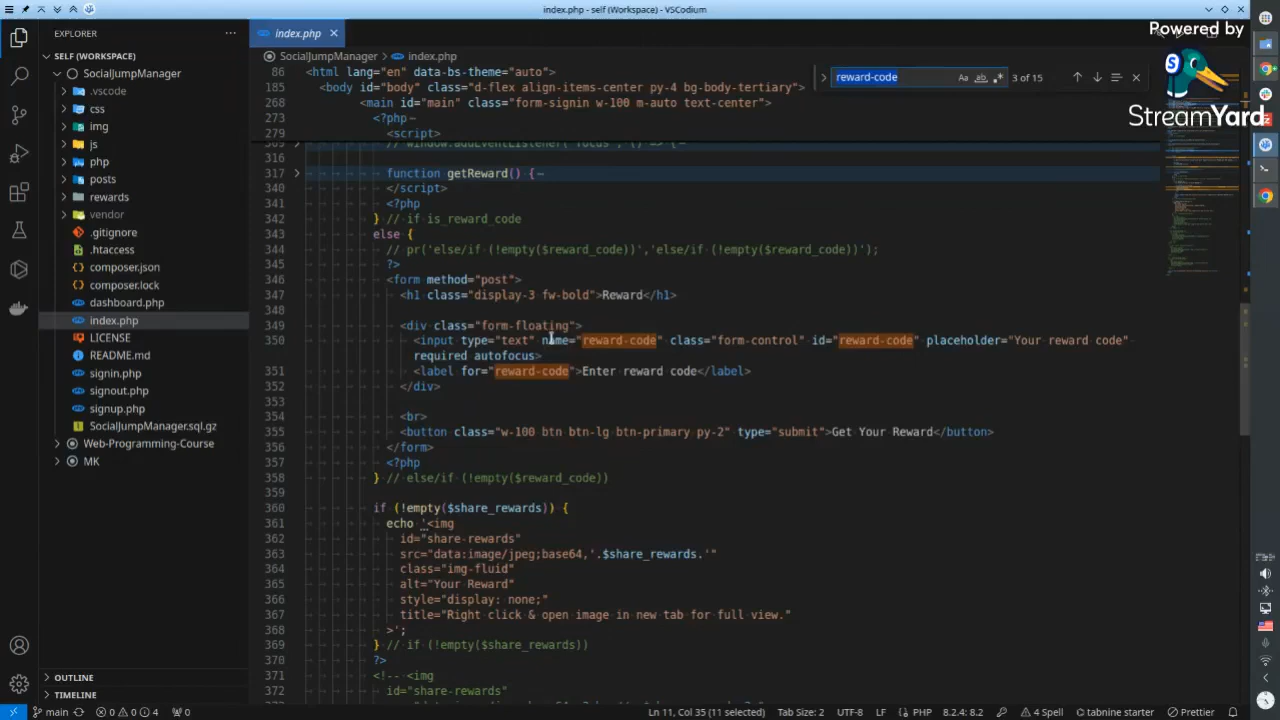 index.php - self (Workspace) - VSCodium
EXPLORER
SELF (WORKSPACE)
SocialJumpManager
.vscode
css
img
js
php
posts
rewards
vendor
.gitignore
.htaccess
composer.json
composer.lock
dashboard.php
index.php
LICENSE
README.md
signin.php
signout.php
signup.php
SocialJumpManager.sql.gz
Web-Programming-Course
MK
OUTLINE
TIMELINE
index.php
SocialJumpManager > index.php
reward-code
3 of 15
Powered by
StreamYard
86 <html lang="en" data-bs-theme="auto">
185 <body id="body" class="d-flex align-items-center py-4 bg-body-tertiary">
268 <main id="main" class="form-signin w-100 m-auto text-center">
273 <?php
279 <script>
309 // window.addEventListener('focus', () => {
316
317 function getReward() {
340 </script>
341 <?php
342 } // if is_reward_code
343 else {
344 // pr('else/if (!empty($reward_code))','else/if (!empty($reward_code))');
345 ?>
346 <form method="post">
347 <h1 class="display-3 fw-bold">Reward</h1>
348
349 <div class="form-floating">
350 <input type="text" name="reward-code" class="form-control" id="reward-code" placeholder="Your reward code"
required autofocus>
351 <label for="reward-code">Enter reward code</label>
352 </div>
353
354 <br>
355 <button class="w-100 btn btn-lg btn-primary py-2" type="submit">Get Your Reward</button>
356 </form>
357 <?php
358 } // else/if (!empty($reward_code))
359
360 if (!empty($share_rewards)) {
361 echo '<img
362 id="share-rewards"
363 src="data:image/jpeg;base64,'.$share_rewards.'"
364 class="img-fluid"
365 alt="Your Reward"
366 style="display: none;"
367 title="Right click & open image in new tab for full view."
368 >';
369 } // if (!empty($share_rewards))
370 ?>
371 <!-- <img
372 id="share-rewards"
main
0 0 4
0
Ln 11, Col 35 (11 selected)
Tab Size: 2
UTF-8
LF
PHP
8.2.4: 8.2
4 Spell
tabnine starter
Prettier